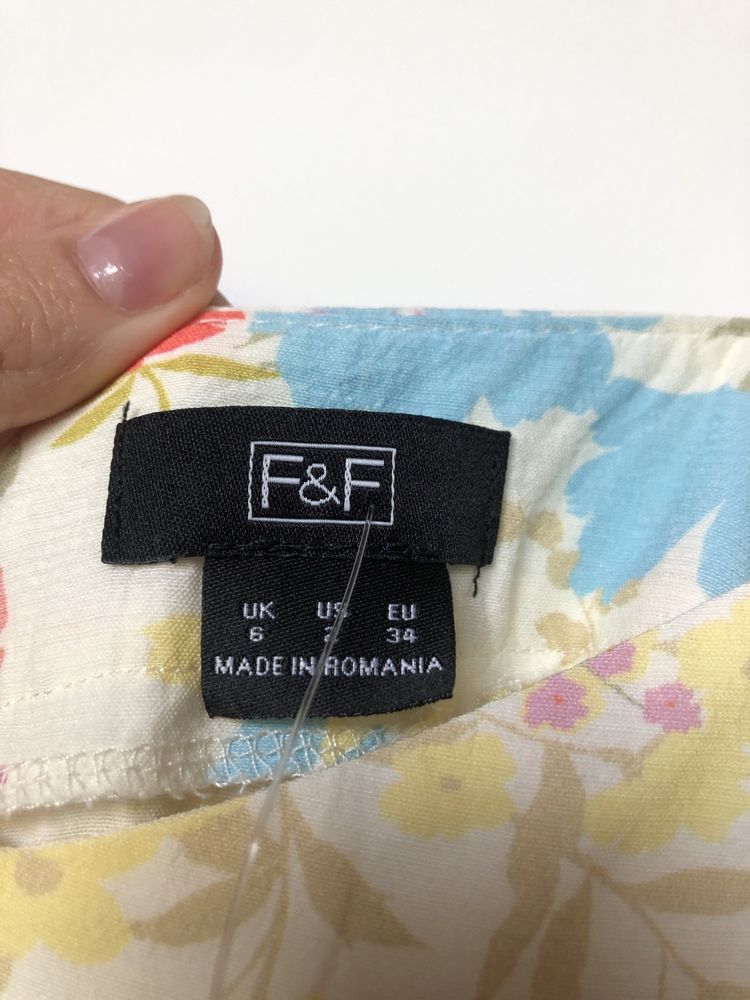 F&F
UK US EU
6 2 34
MADE IN ROMANIA